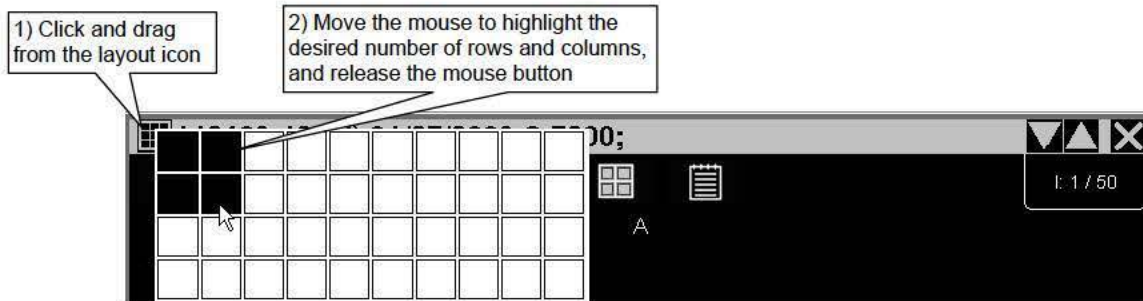 1) Click and drag
from the layout icon
2) Move the mouse to highlight the
desired number of rows and columns,
and release the mouse button
00;
I: 1 / 50
A